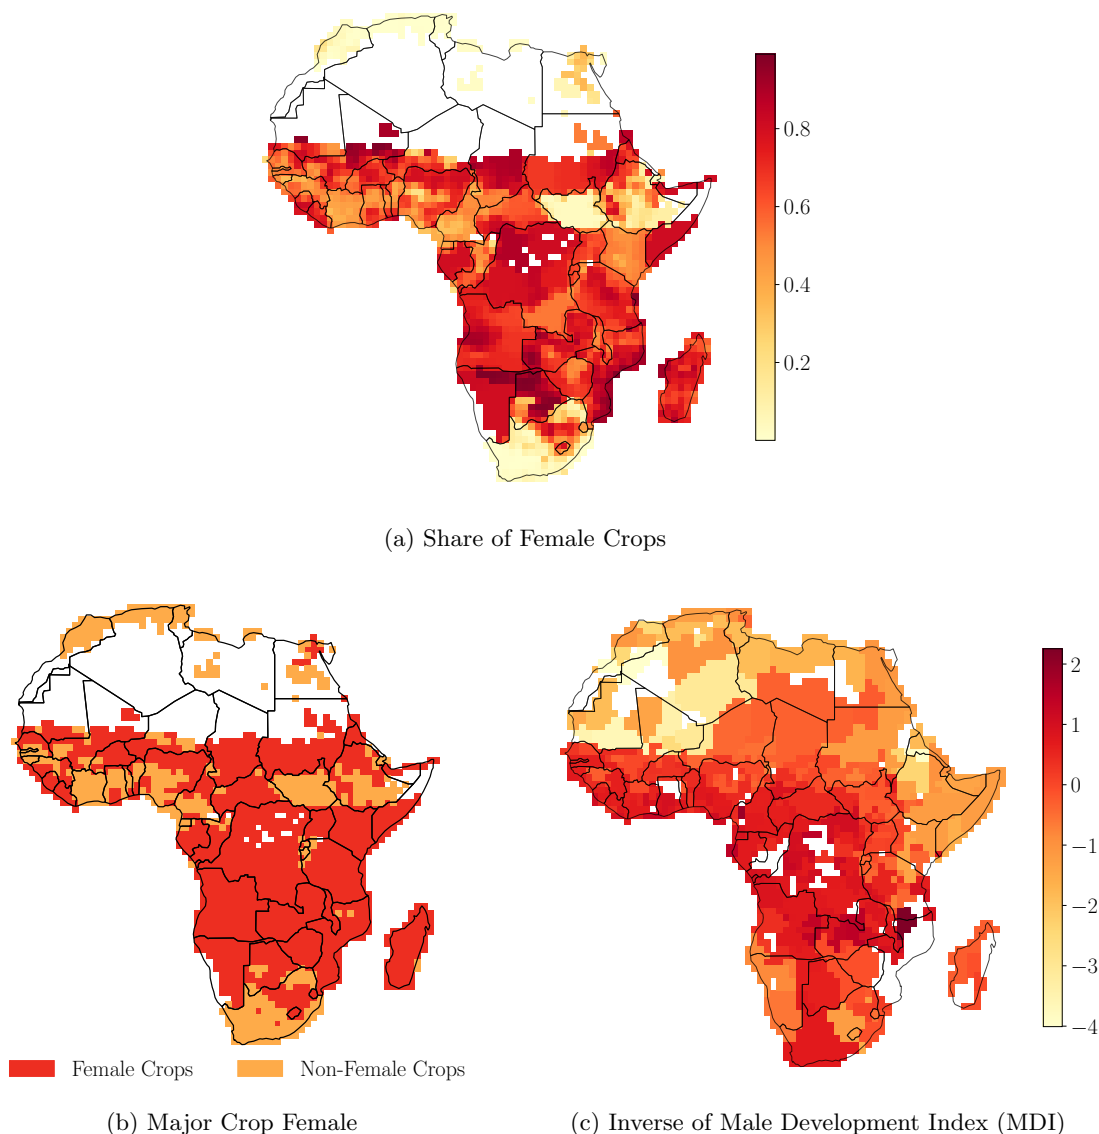 0.8
0.6
0.4
0.2
(a) Share of Female Crops
2
1
0
−1
−2
−3
−4
Female Crops
Non-Female Crops
(b) Major Crop Female
(c) Inverse of Male Development Index (MDI)